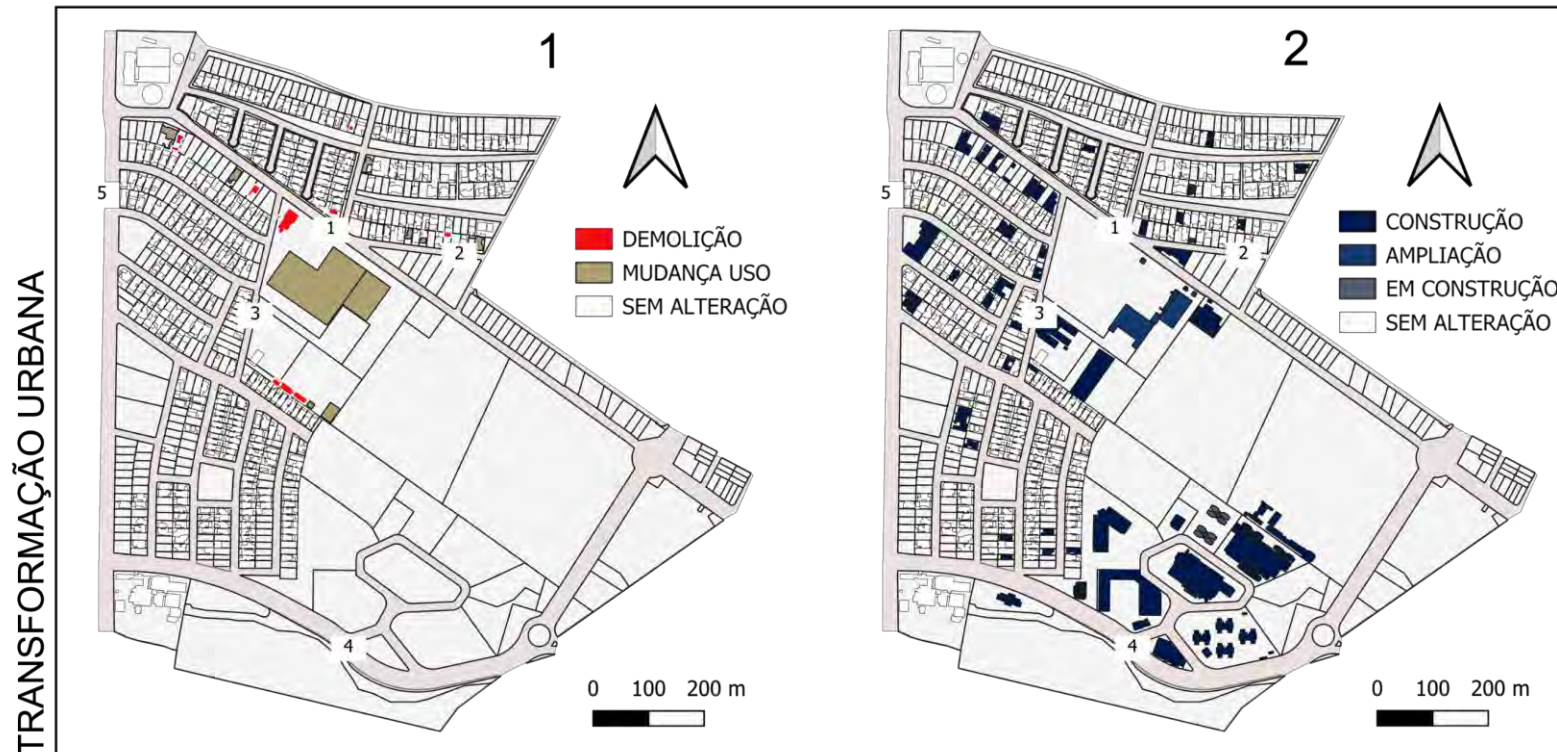 TRANSFORMAÇÃO URBANA
1
5
1
2
3
4
DEMOLIÇÃO
MUDANÇA USO
SEM ALTERAÇÃO
0 100 200 m
2
5
1
2
3
4
CONSTRUÇÃO
AMPLIAÇÃO
EM CONSTRUÇÃO
SEM ALTERAÇÃO
0 100 200 m